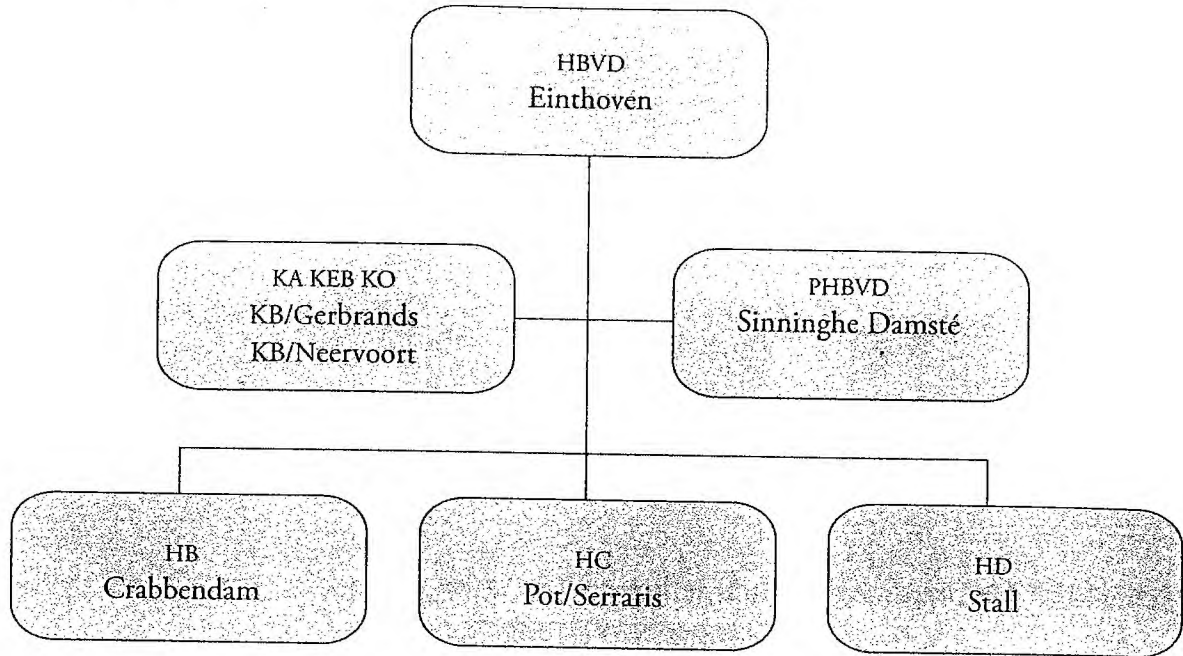 HBVD
Einthoven
KA KEB KO
KB/Gerbrands
KB/Neervoort
PHBVD
Sinninghe Damsté
HB
Crabbendam
HC
Pot/Serraris
HD
Stall